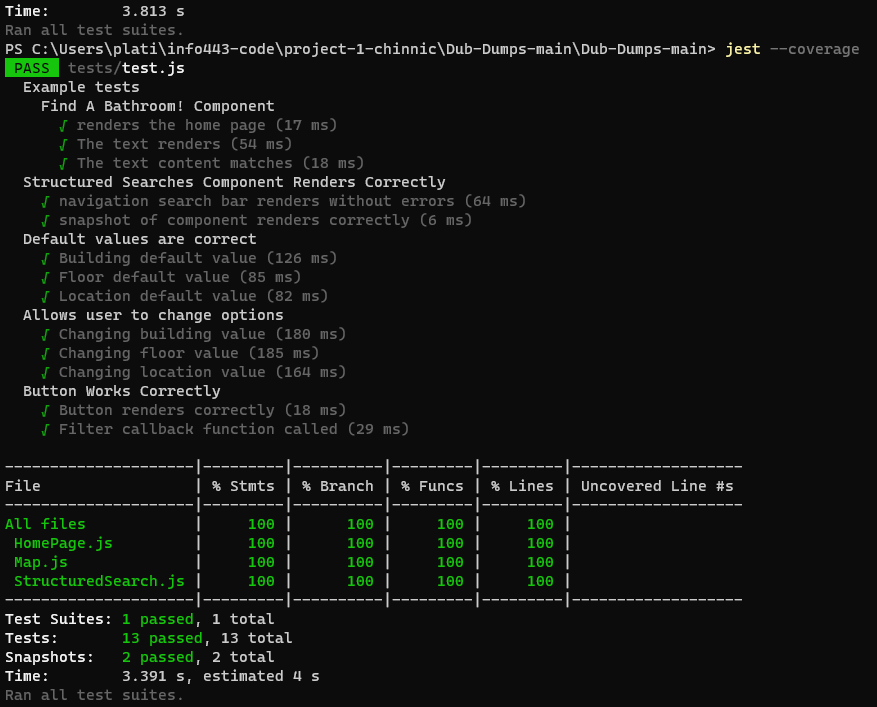 Time:        3.813 s
Ran all test suites.
PS C:\Users\plati\info443-code\project-1-chinnic\Dub-Dumps-main\Dub-Dumps-main> jest --coverage
 PASS  tests/test.js
  Example tests
    Find A Bathroom! Component
      √ renders the home page (17 ms)
      √ The text renders (54 ms)
      √ The text content matches (18 ms)
  Structured Searches Component Renders Correctly
    √ navigation search bar renders without errors (64 ms)
    √ snapshot of component renders correctly (6 ms)
  Default values are correct
    √ Building default value (126 ms)
    √ Floor default value (85 ms)
    √ Location default value (82 ms)
  Allows user to change options
    √ Changing building value (180 ms)
    √ Changing floor value (185 ms)
    √ Changing location value (164 ms)
  Button Works Correctly
    √ Button renders correctly (18 ms)
    √ Filter callback function called (29 ms)

---------------------|---------|----------|---------|---------|-------------------
File                 | % Stmts | % Branch | % Funcs | % Lines | Uncovered Line #s
---------------------|---------|----------|---------|---------|-------------------
All files            |     100 |      100 |     100 |     100 |
 HomePage.js         |     100 |      100 |     100 |     100 |
 Map.js              |     100 |      100 |     100 |     100 |
 StructuredSearch.js |     100 |      100 |     100 |     100 |
---------------------|---------|----------|---------|---------|-------------------
Test Suites: 1 passed, 1 total
Tests:       13 passed, 13 total
Snapshots:   2 passed, 2 total
Time:        3.391 s, estimated 4 s
Ran all test suites.